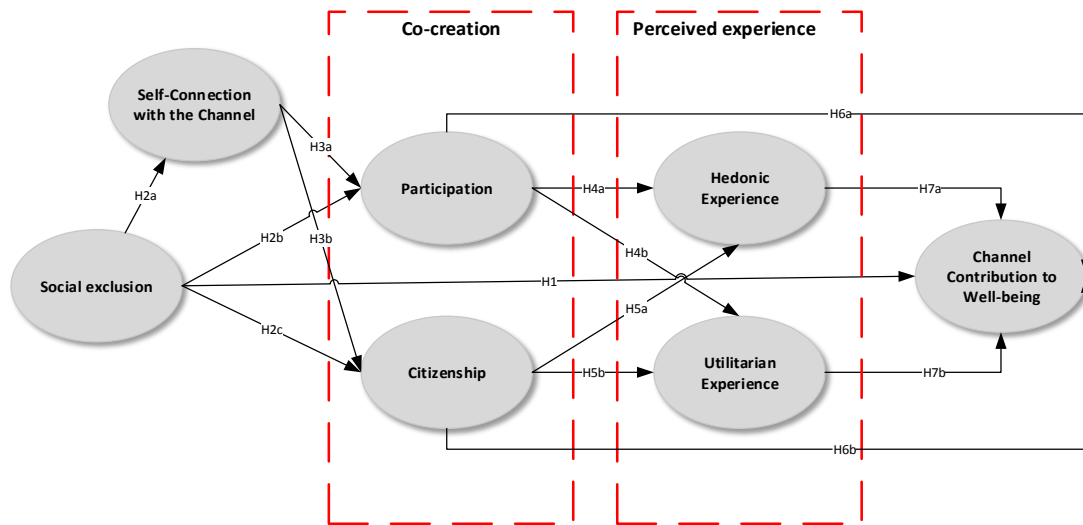 Co-creation
Perceived experience
Self-Connection
with the Channel
H6a
H3a
Participation
H4a
Hedonic
Experience
H7a
H2a
H2b
H3b
H4b
Social exclusion
H1
Channel
Contribution to
Well-being
H2c
H5a
Citizenship
H5b
Utilitarian
Experience
H7b
H6b